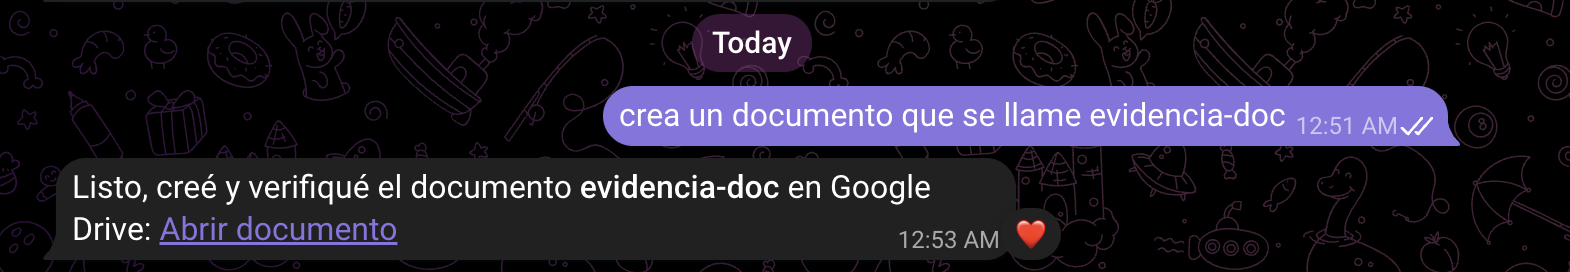 Today
crea un documento que se llame evidencia-doc 12:51 AM
Listo, creé y verifiqué el documento evidencia-doc en Google
Drive: Abrir documento
12:53 AM